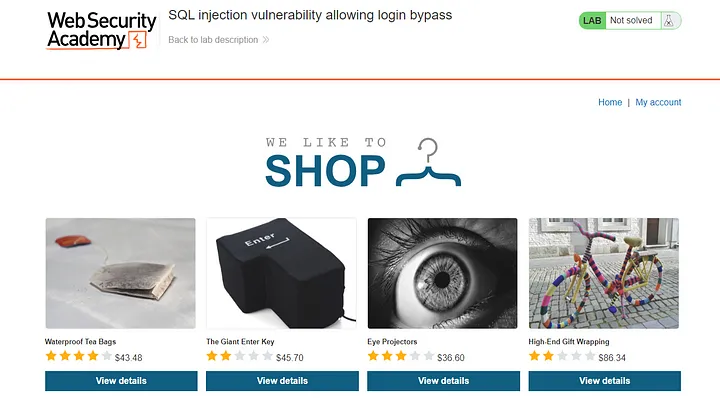 Web Security
Academy
SQL injection vulnerability allowing login bypass
Back to lab description
LAB Not solved
Home | My account
WE LIKE TO
SHOP
Enter
Waterproof Tea Bags
The Giant Enter Key
Eye Projectors
High-End Gift Wrapping
$43.48
$45.70
$36.60
$86.34
View details
View details
View details
View details